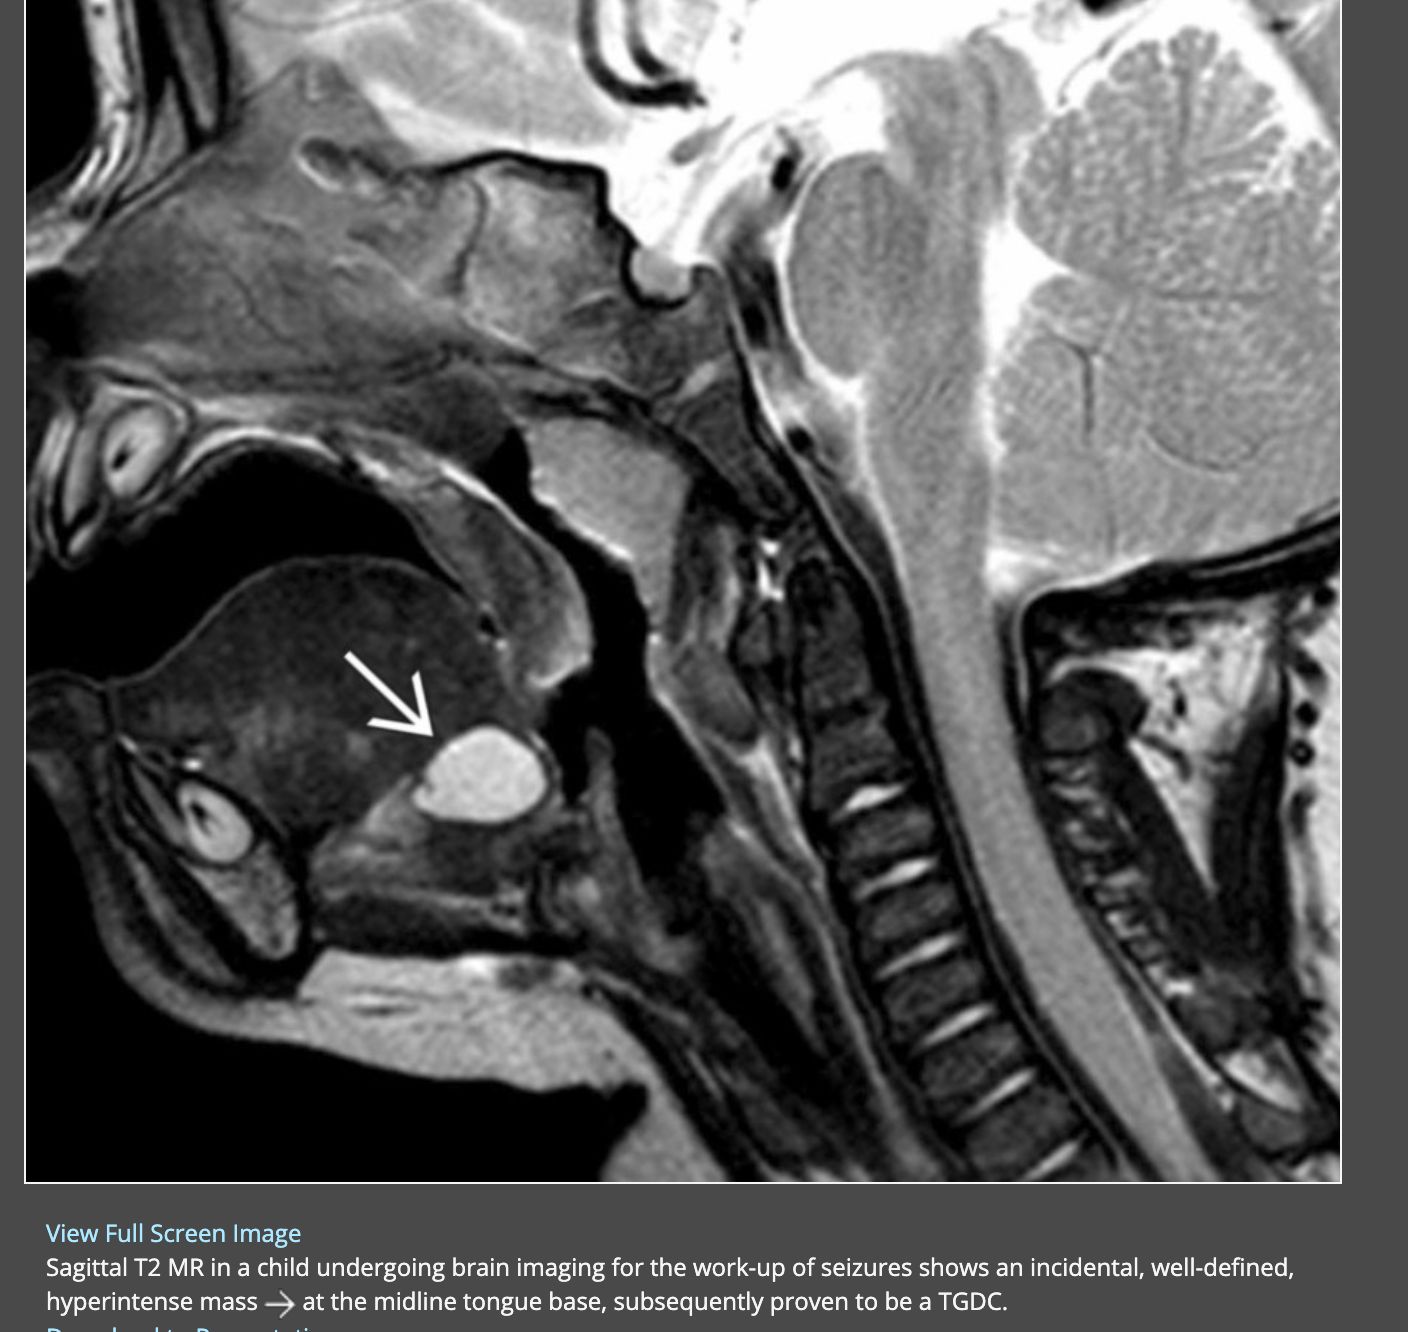 View Full Screen Image
Sagittal T2 MR in a child undergoing brain imaging for the work-up of seizures shows an incidental, well-defined,
hyperintense mass → at the midline tongue base, subsequently proven to be a TGDC.